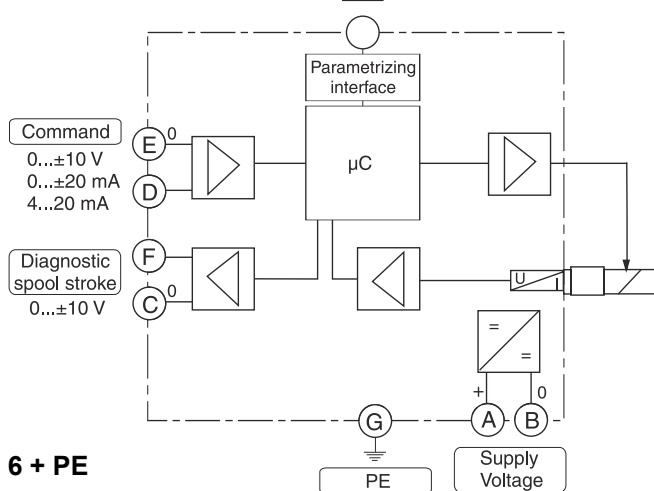 Parametrizing
interface
Command
0...±10 V
0...±20 mA
4...20 mA
E
0
D
µC
F
Diagnostic
spool stroke
0...±10 V
C
0
U
I
=
=
+
0
G
A
B
6 + PE
PE
Supply
Voltage